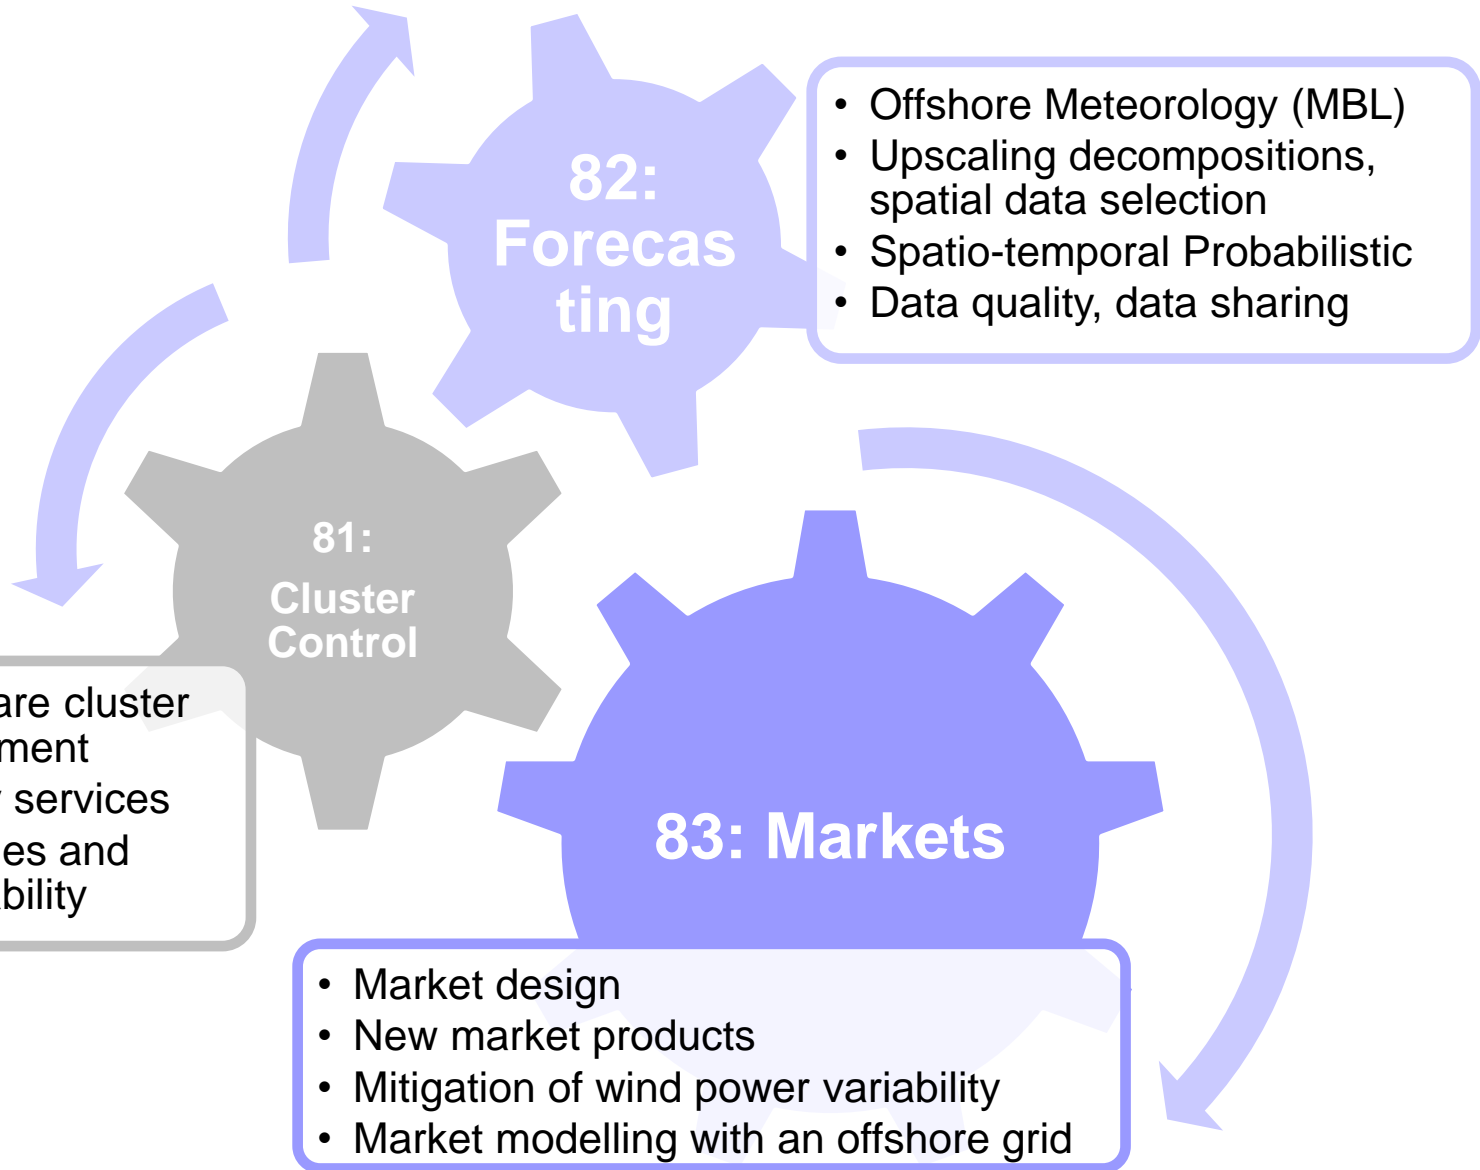 82:
Forecas
ting
• Offshore Meteorology (MBL)
• Upscaling decompositions,
spatial data selection
• Spatio-temporal Probabilistic
• Data quality, data sharing
81:
Cluster
Control
are cluster
ment
services
es and
bility
83: Markets
• Market design
• New market products
• Mitigation of wind power variability
• Market modelling with an offshore grid